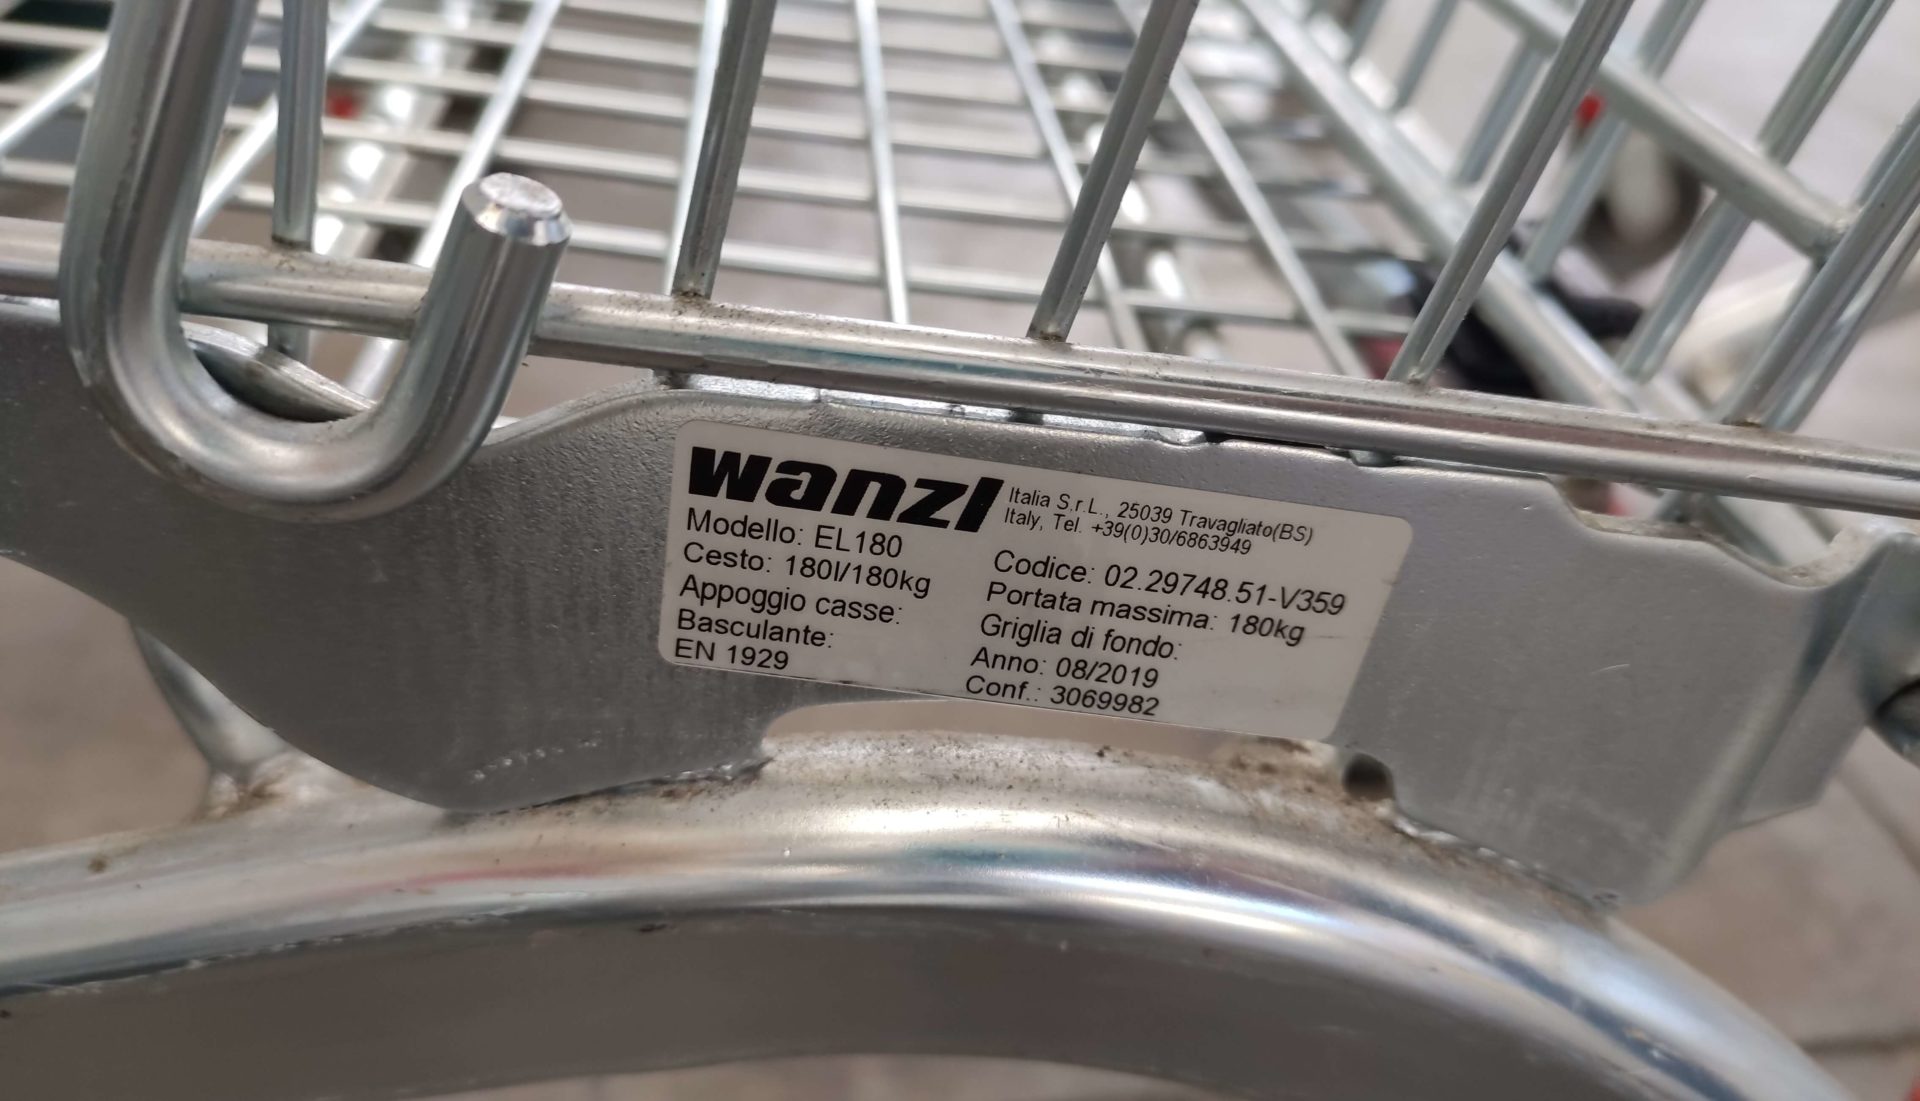 wanzl
Italia S.r.L., 25039 Travagliato(BS)
Italy, Tel. +39(0)30/6863949
Modello: EL180
Cesto: 180l/180kg
Appoggio casse:
Basculante:
EN 1929
Codice: 02.29748.51-V359
Portata massima: 180kg
Griglia di fondo:
Anno: 08/2019
Conf.: 3069982